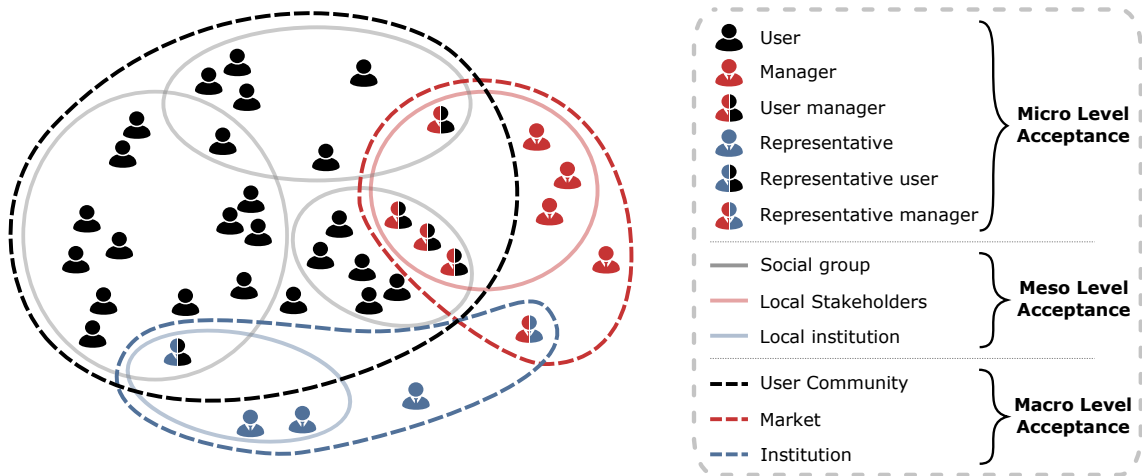 User
Manager
User manager
Representative
Representative user
Representative manager
Micro Level
Acceptance
Social group
Local Stakeholders
Local institution
Meso Level
Acceptance
User Community
Market
Institution
Macro Level
Acceptance